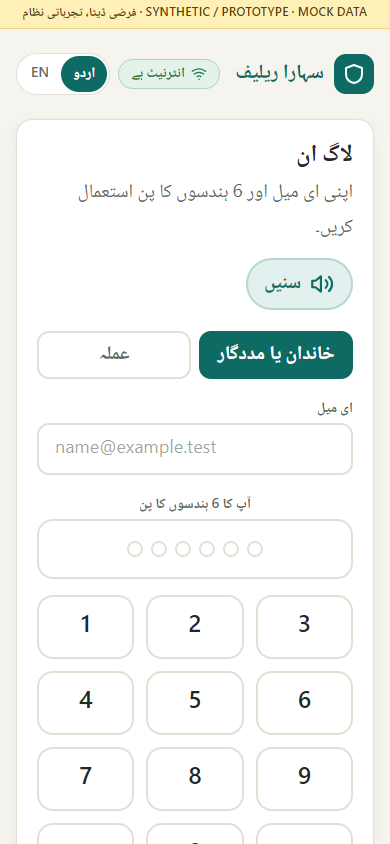 SYNTHETIC / PROTOTYPE · MOCK DATA · فرضی ڈیٹا، تجرباتی نظام
سہارا ریلیف
انٹرنیٹ ہے
اردو
EN
لاگ ان
اپنی ای میل اور 6 ہندسوں کا پن استعمال
کریں۔
سنیں
خاندان یا مددگار
عملہ
ای میل
name@example.test
آپ کا 6 ہندسوں کا پن
1 2 3
4 5 6
7 8 9